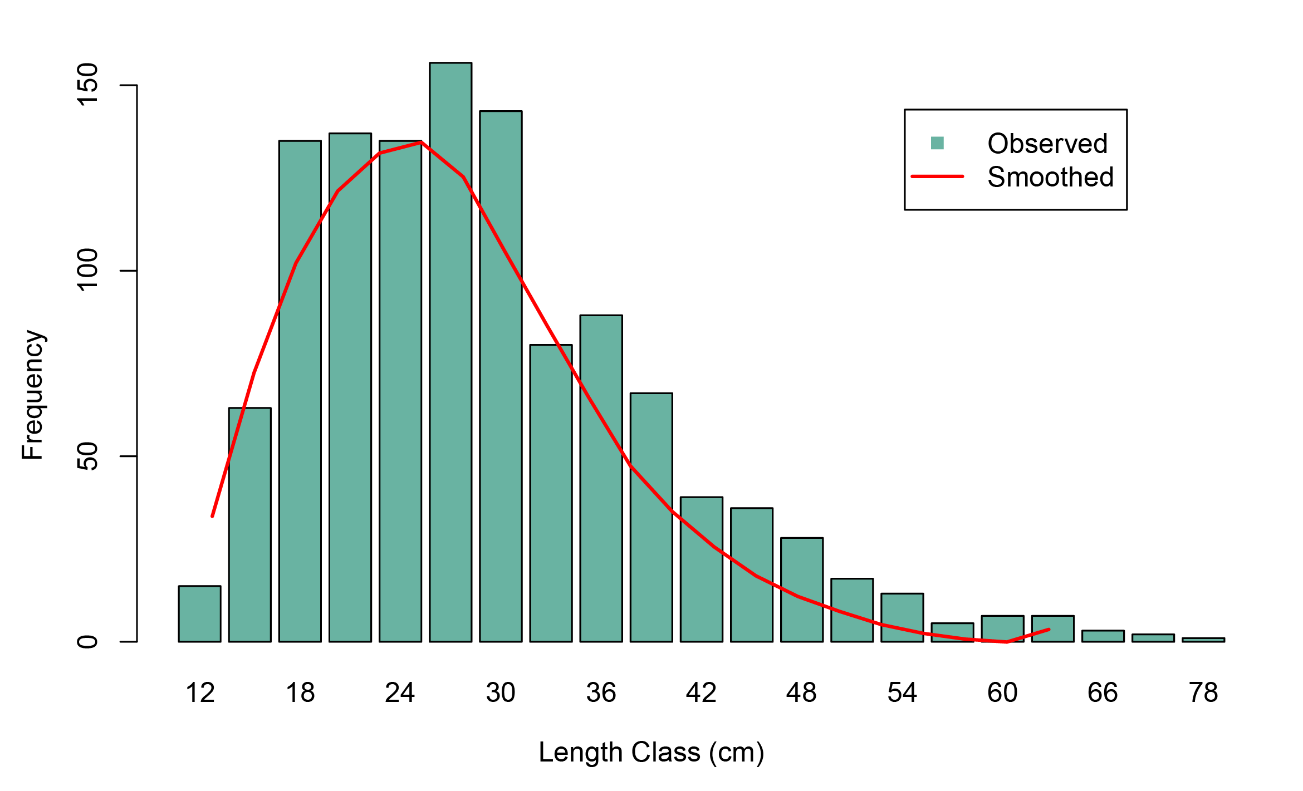 150
100
50
0
Frequency
Observed
Smoothed
12 18 24 30 36 42 48 54 60 66 78
Length Class (cm)